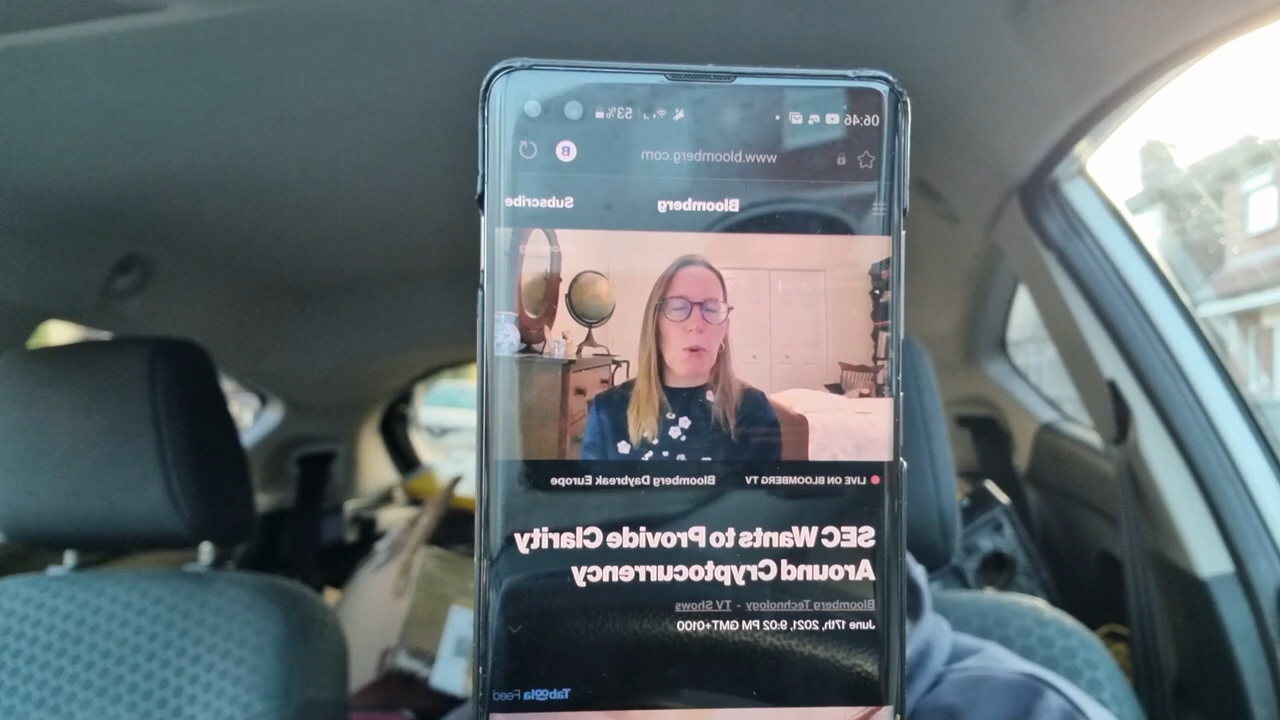 06:46 53%
www.bloomberg.com
Bloomberg Subscribe
LIVE ON BLOOMBERG TV Bloomberg Daybreak Europe
SEC Wants to Provide Clarity
Around Cryptocurrency
Bloomberg Technology - TV Shows
June 17th, 2021, 9:02 PM GMT+0100
Taboola Feed